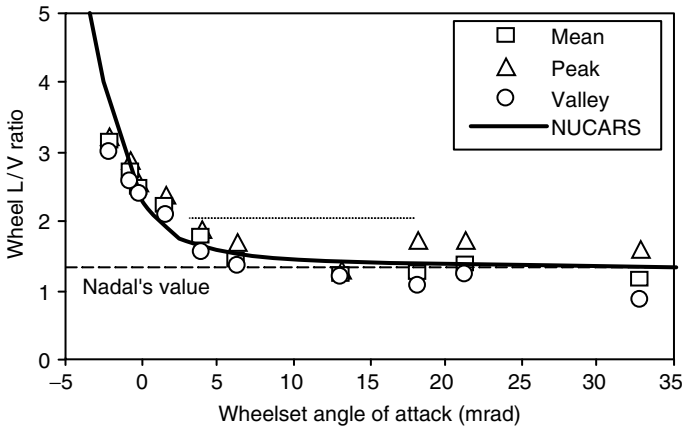 5
4
3
2
1
0
Wheel L/V ratio
Mean
Peak
Valley
NUCARS
Nadal's value
−5 0 5 10 15 20 25 30 35
Wheelset angle of attack (mrad)